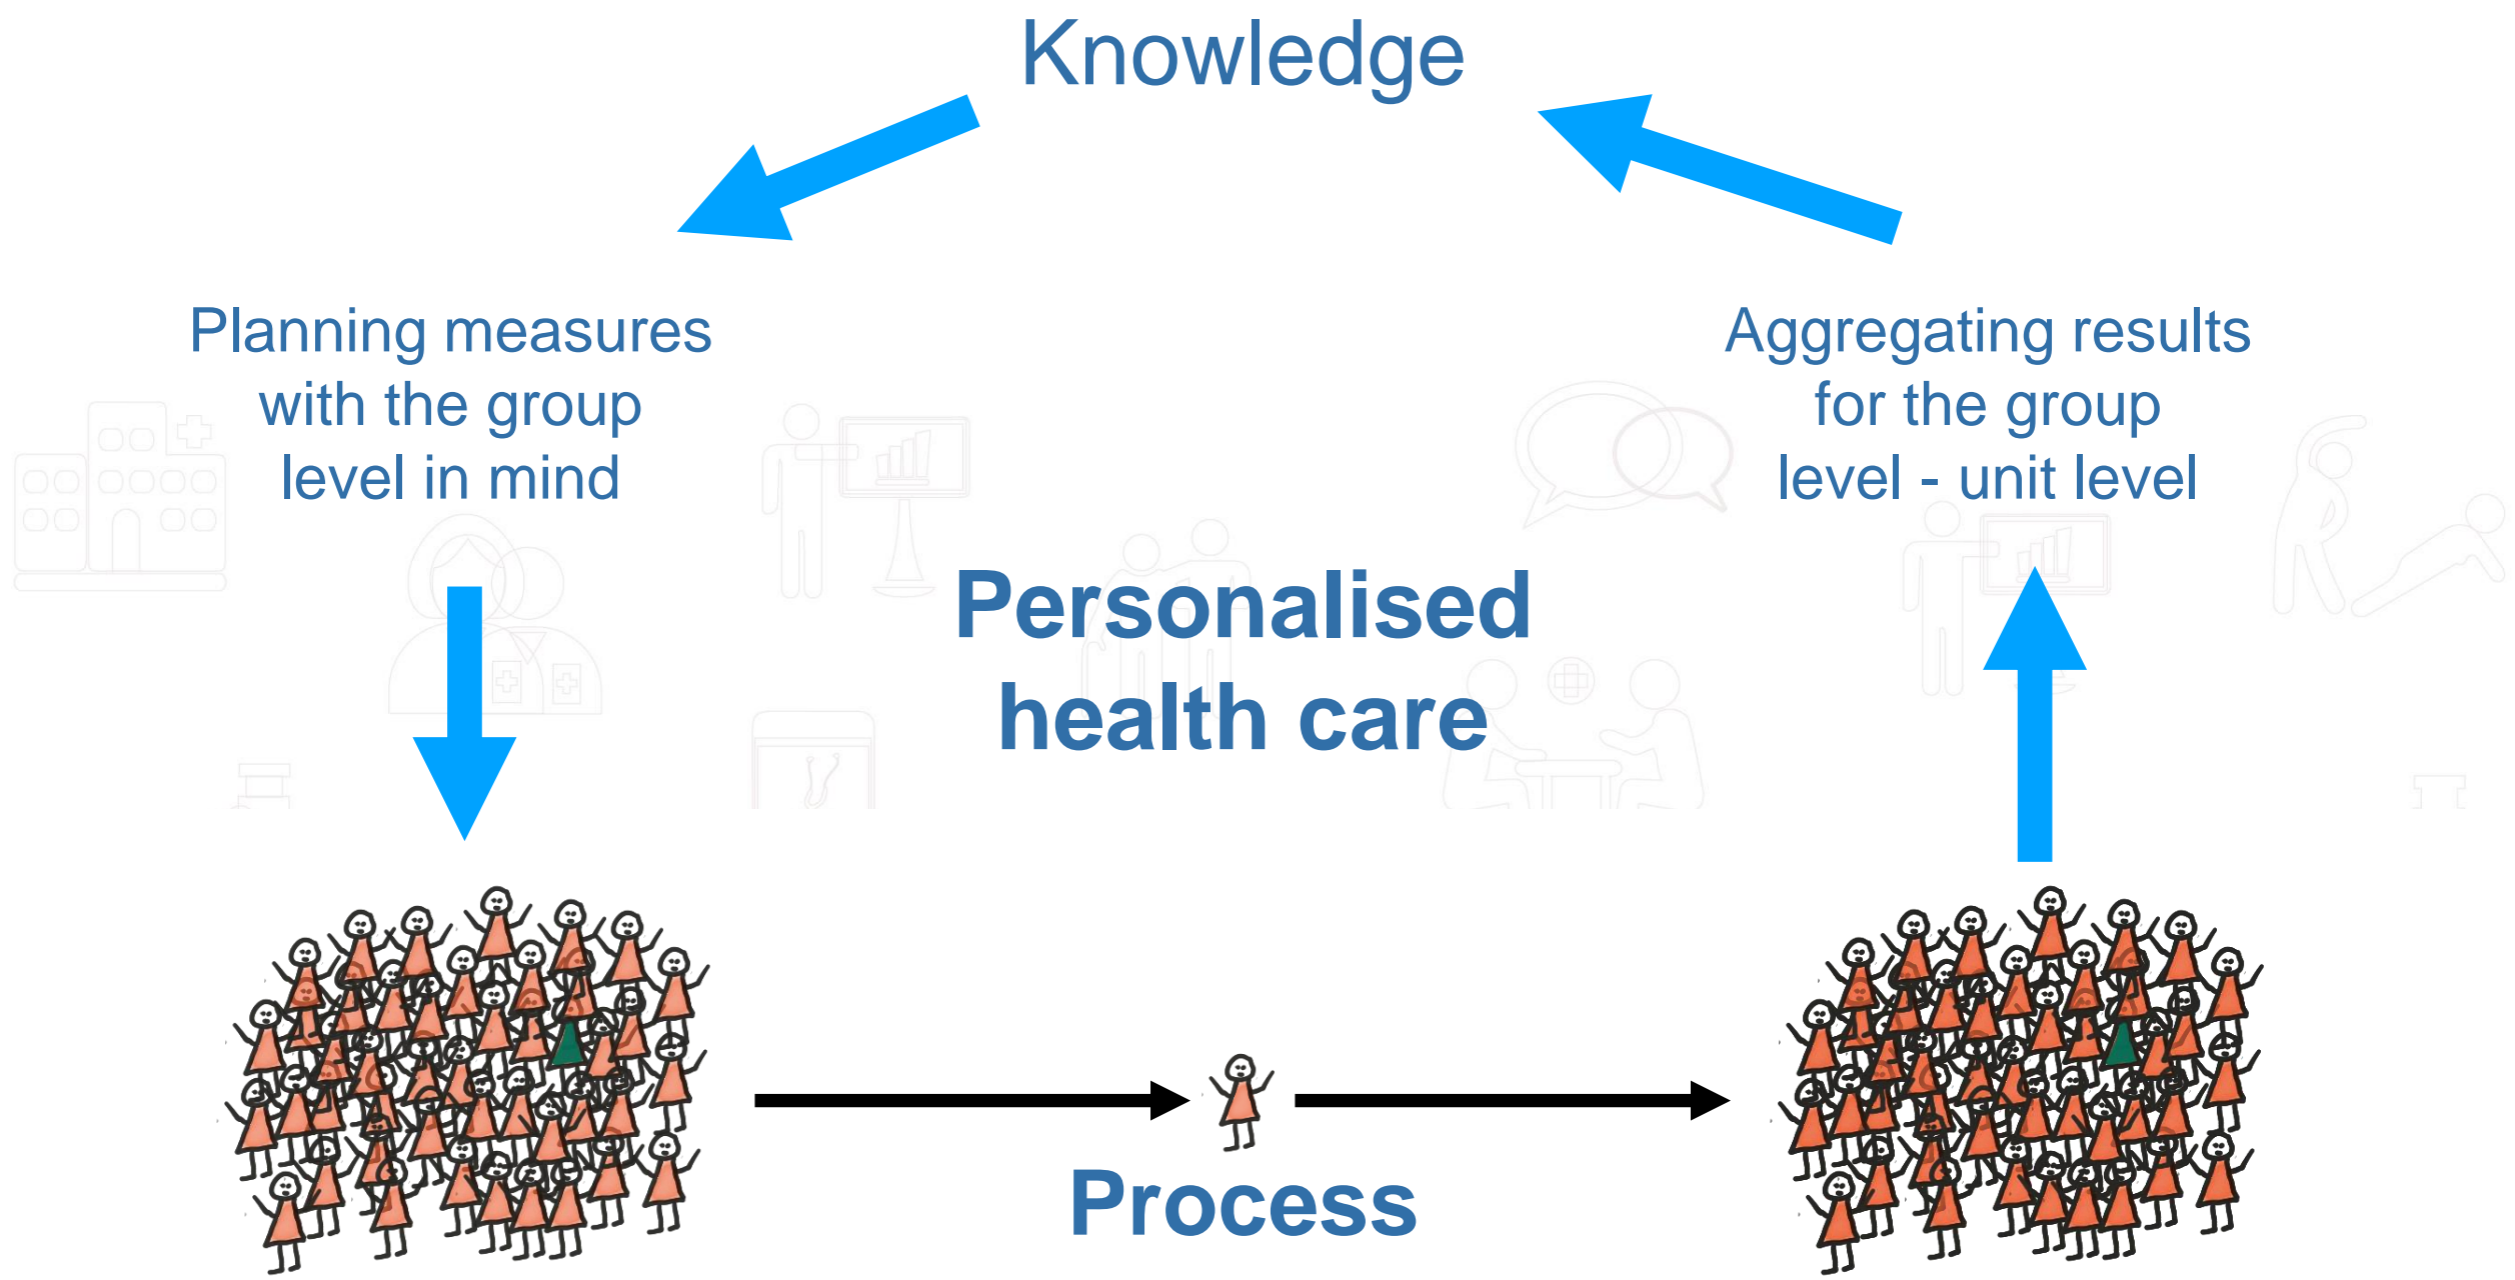 Knowledge
Planning measures
with the group
level in mind
Aggregating results
for the group
level - unit level
Personalised
health care
Process